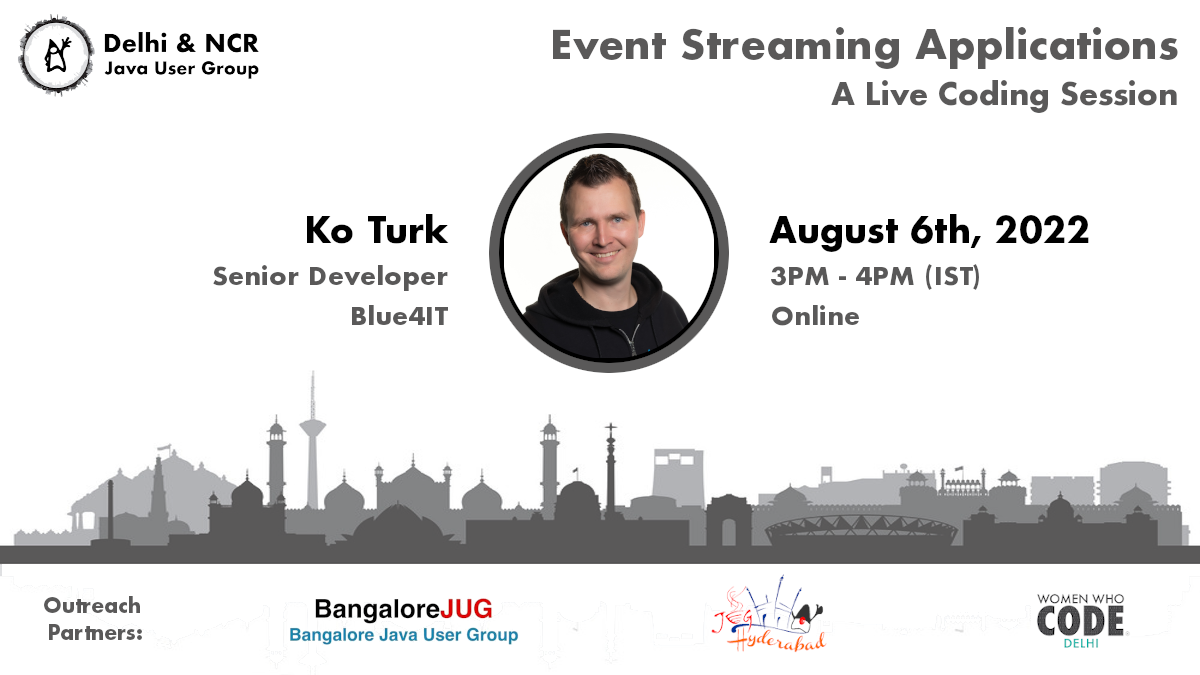 Delhi & NCR
Java User Group
Event Streaming Applications
A Live Coding Session
Ko Turk
Senior Developer
Blue4IT
August 6th, 2022
3PM - 4PM (IST)
Online
Outreach
Partners:
BangaloreJUG
Bangalore Java User Group
JUG
Hyderabad
WOMEN WHO
CODE
DELHI